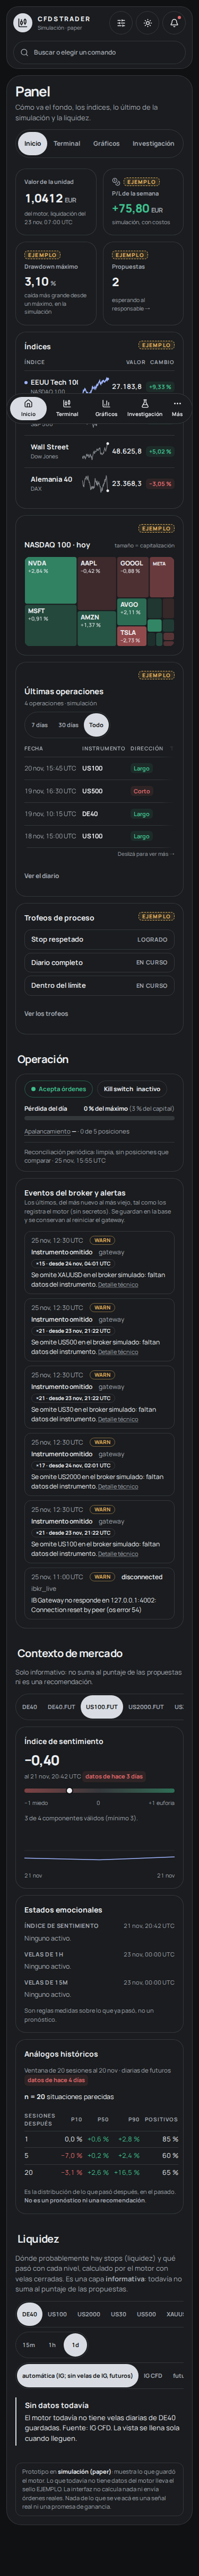 CFDSTRADER
Simulación · paper
Buscar o elegir un comando
Panel
Cómo va el fondo, los índices, lo último de la
simulación y la liquidez.
Inicio Terminal Gráficos Investigación
Valor de la unidad
1,0412 EUR
del motor, liquidación del
23 nov, 07:00 UTC
EJEMPLO
P/L de la semana
+75,80 EUR
simulación, con costos
EJEMPLO
Drawdown máximo
3,10 %
caída más grande desde
un máximo, en la
simulación
EJEMPLO
Propuestas
2
esperando al
responsable →
Índices EJEMPLO
ÍNDICE VALOR CAMBIO
EEUU Tech 100 27.183,8 +9,33 %
NASDAQ 100
Inicio Terminal Gráficos Investigación Más
S&P 500
Wall Street 48.625,8 +5,02 %
Dow Jones
Alemania 40 23.368,3 −3,05 %
DAX
EJEMPLO
NASDAQ 100 · hoy tamaño = capitalización
NVDA
+2,84 %
AAPL
−0,42 %
GOOGL
−0,88 %
META
MSFT
+0,91 %
AMZN
+1,37 %
AVGO
+2,11 %
TSLA
−2,73 %
EJEMPLO
Últimas operaciones
4 operaciones · simulación
7 días 30 días Todo
FECHA INSTRUMENTO DIRECCIÓN
20 nov, 15:45 UTC US100 Largo
19 nov, 16:30 UTC US500 Corto
19 nov, 10:15 UTC DE40 Largo
18 nov, 15:00 UTC US100 Largo
Deslizá para ver más →
Ver el diario
Trofeos de proceso EJEMPLO
Stop respetado LOGRADO
Diario completo EN CURSO
Dentro del límite EN CURSO
Ver los trofeos
Operación
Acepta órdenes Kill switch inactivo
Pérdida del día 0 % del máximo (3 % del capital)
Apalancamiento — · 0 de 5 posiciones
Reconciliación periódica: limpia, sin posiciones que
comparar · 25 nov, 15:55 UTC
Eventos del broker y alertas
Los últimos, del más nuevo al más viejo, tal como los
registra el motor (sin secretos). Se guardan en la base
y se conservan al reiniciar el gateway.
25 nov, 12:30 UTC WARN
Instrumento omitido gateway
×15 · desde 24 nov, 04:01 UTC
Se omite XAUUSD en el broker simulado: faltan
datos del instrumento. Detalle técnico
25 nov, 12:30 UTC WARN
Instrumento omitido gateway
×21 · desde 23 nov, 21:22 UTC
Se omite US500 en el broker simulado: faltan
datos del instrumento. Detalle técnico
25 nov, 12:30 UTC WARN
Instrumento omitido gateway
×21 · desde 23 nov, 21:22 UTC
Se omite US30 en el broker simulado: faltan
datos del instrumento. Detalle técnico
25 nov, 12:30 UTC WARN
Instrumento omitido gateway
×17 · desde 24 nov, 02:01 UTC
Se omite US2000 en el broker simulado: faltan
datos del instrumento. Detalle técnico
25 nov, 12:30 UTC WARN
Instrumento omitido gateway
×21 · desde 23 nov, 21:22 UTC
Se omite US100 en el broker simulado: faltan
datos del instrumento. Detalle técnico
25 nov, 11:00 UTC WARN disconnected
ibkr_live
IB Gateway no responde en 127.0.0.1:4002:
Connection reset by peer (os error 54)
Contexto de mercado
Solo informativo: no suma al puntaje de las propuestas
ni es una recomendación.
DE40 DE40.FUT US100.FUT US2000.FUT
Índice de sentimiento
−0,40
al 21 nov, 20:42 UTC datos de hace 3 días
−1 miedo 0 +1 euforia
3 de 4 componentes válidos (mínimo 3).
21 nov 21 nov
Estados emocionales
ÍNDICE DE SENTIMIENTO 21 nov, 20:42 UTC
Ninguno activo.
VELAS DE 1 H 23 nov, 00:00 UTC
Ninguno activo.
VELAS DE 15M 23 nov, 00:00 UTC
Ninguno activo.
Son reglas medidas sobre lo que ya pasó, no un
pronóstico.
Análogos históricos
Ventana de 20 sesiones al 20 nov · diarias de futuros
datos de hace 4 días
n = 20 situaciones parecidas
SESIONES DESPUÉS P10 P50 P90 POSITIVOS
1 0,0 % +0,6 % +2,8 % 85 %
5 −7,0 % +0,2 % +2,4 % 60 %
20 −3,1 % +2,6 % +16,5 % 65 %
Es la distribución de lo que pasó después, en el pasado.
No es un pronóstico ni una recomendación.
Liquidez
Dónde probablemente hay stops (liquidez) y qué
pasó con cada nivel, calculado por el motor con
velas cerradas. Es una capa informativa: todavía no
suma al puntaje de las propuestas.
DE40 US100 US2000 US30 US500
15m 1h 1d
automática (IG; sin velas de IG, futuros) IG CFD
Sin datos todavía
El motor todavía no tiene velas diarias de DE40
guardadas. Fuente: IG CFD. La vista se llena sola
cuando lleguen.
Prototipo en simulación (paper): muestra lo que guardó
el motor. Lo que todavía no tiene datos del motor lleva el
sello EJEMPLO. La interfaz no calcula nada ni envía
órdenes reales. Nada de lo que se ve acá es una señal
real ni una promesa de ganancia.